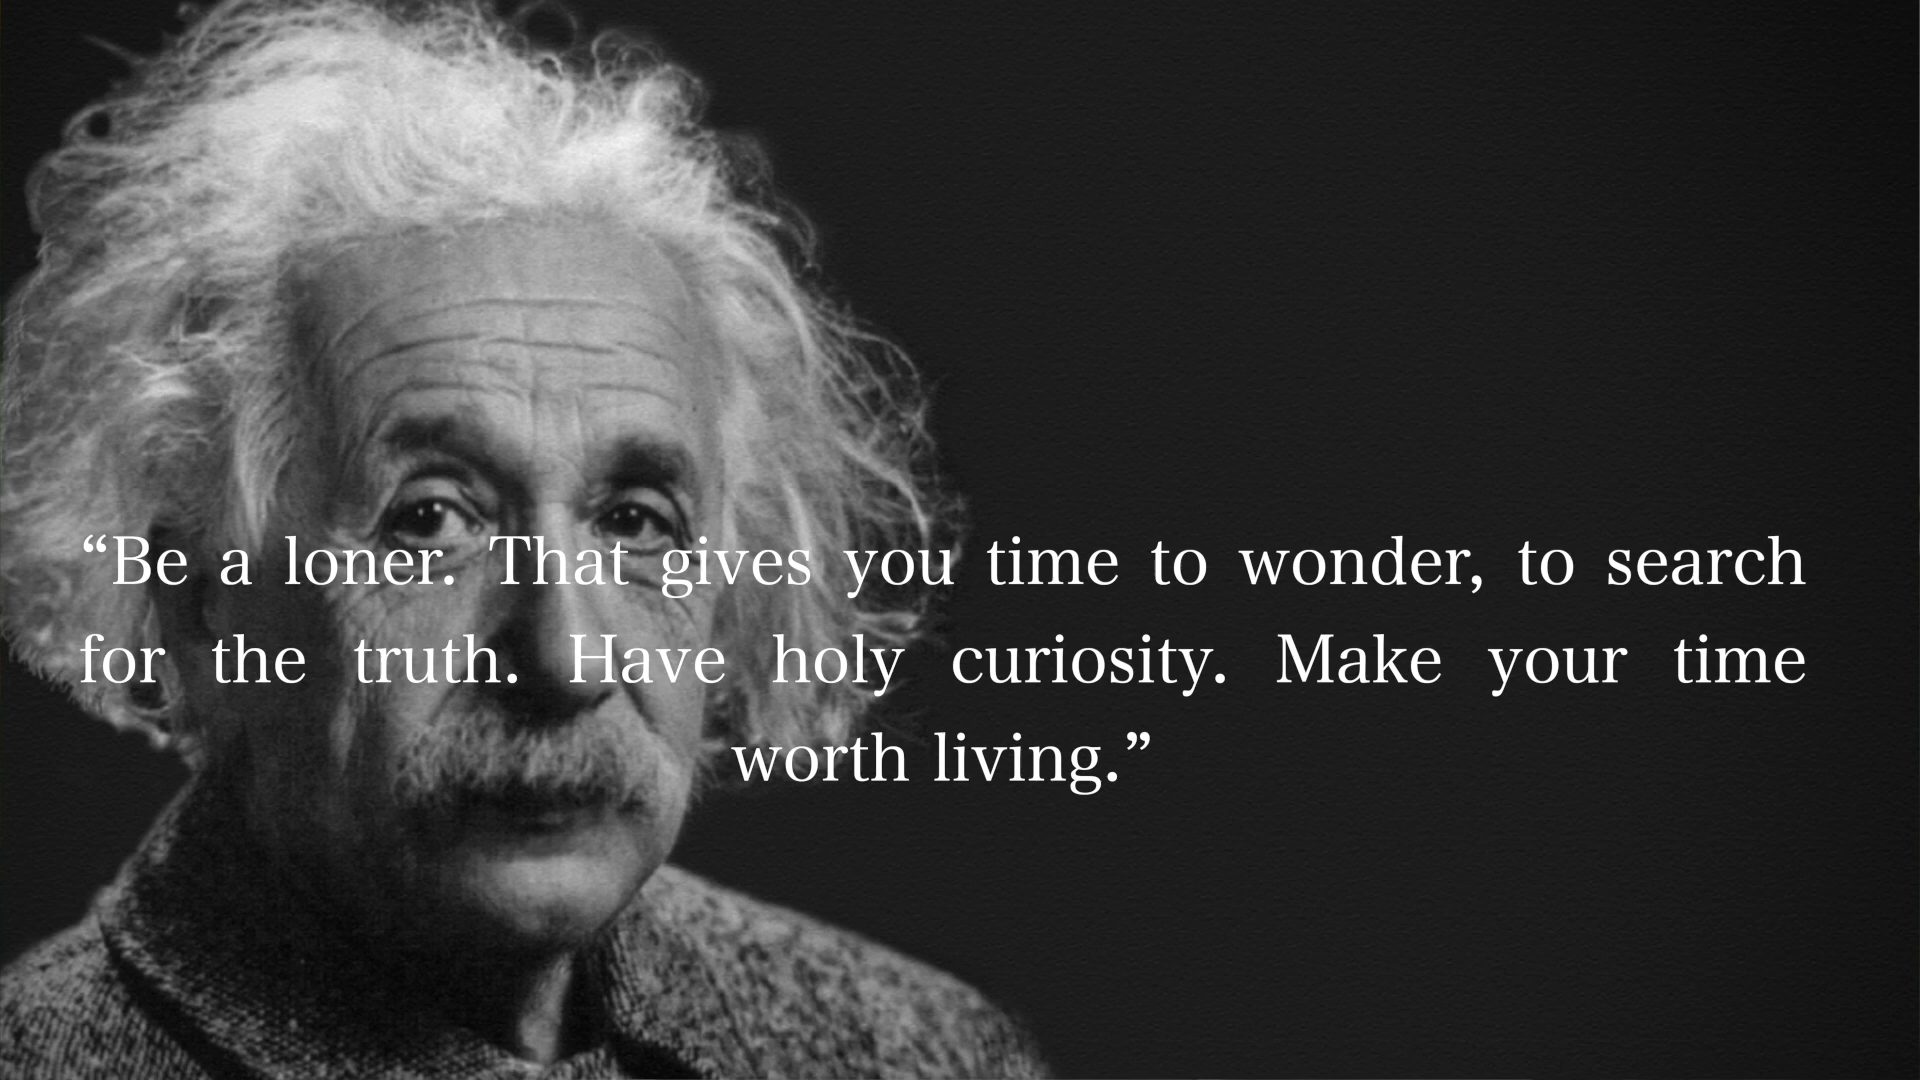 “Be a loner. That gives you time to wonder, to search
for the truth. Have holy curiosity. Make your time
worth living.”